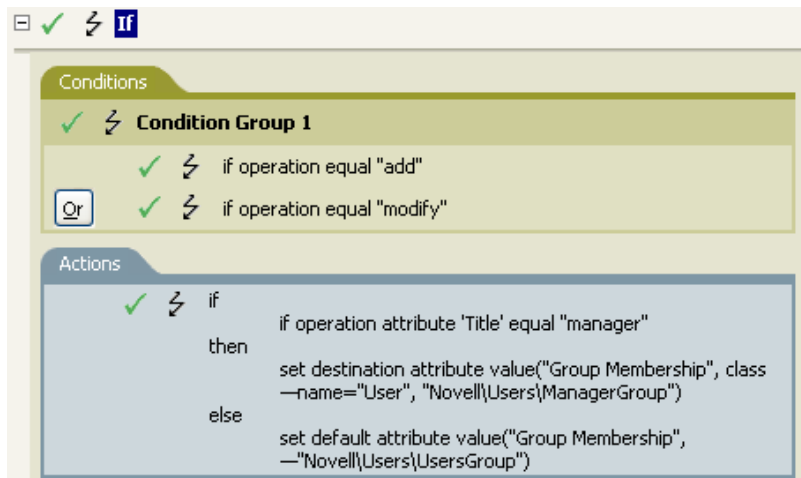 If
Conditions
Condition Group 1
if operation equal "add"
Or if operation equal "modify"
Actions
if
if operation attribute 'Title' equal "manager"
then
set destination attribute value("Group Membership", class
—name="User", "Novell\Users\ManagerGroup")
else
set default attribute value("Group Membership",
—"Novell\Users\UsersGroup")